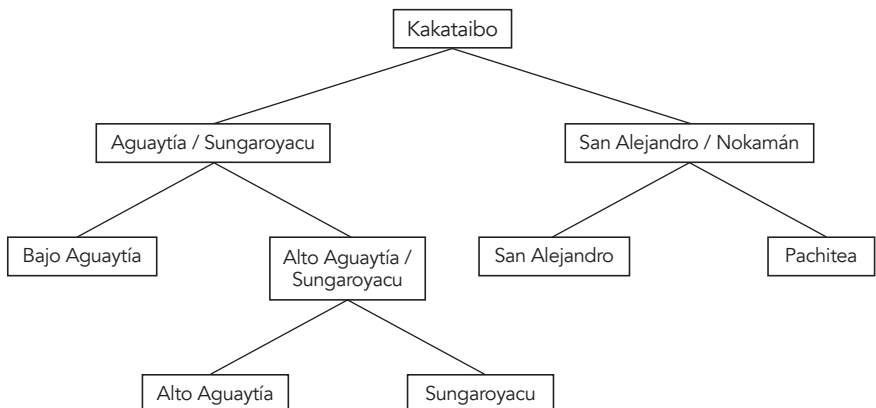 Kakataibo
Aguaytía / Sungaroyacu
San Alejandro / Nokamán
Bajo Aguaytía
Alto Aguaytía /
Sungaroyacu
San Alejandro
Pachitea
Alto Aguaytía
Sungaroyacu